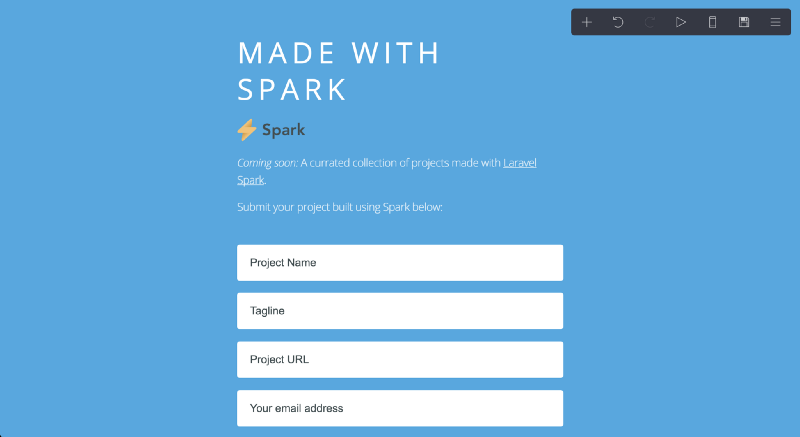 MADE WITH
SPARK
Spark
Coming soon: A currated collection of projects made with Laravel
Spark.
Submit your project built using Spark below:
Project Name
Tagline
Project URL
Your email address